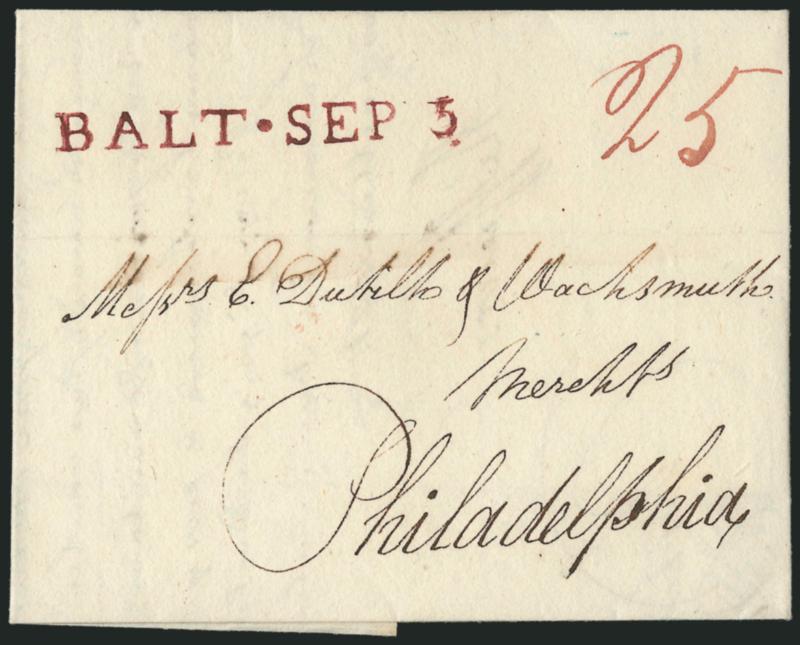 BALT•SEP 5
25
Messrs E. Dutilh & Wachsmuth
Merchts
Philadelphia